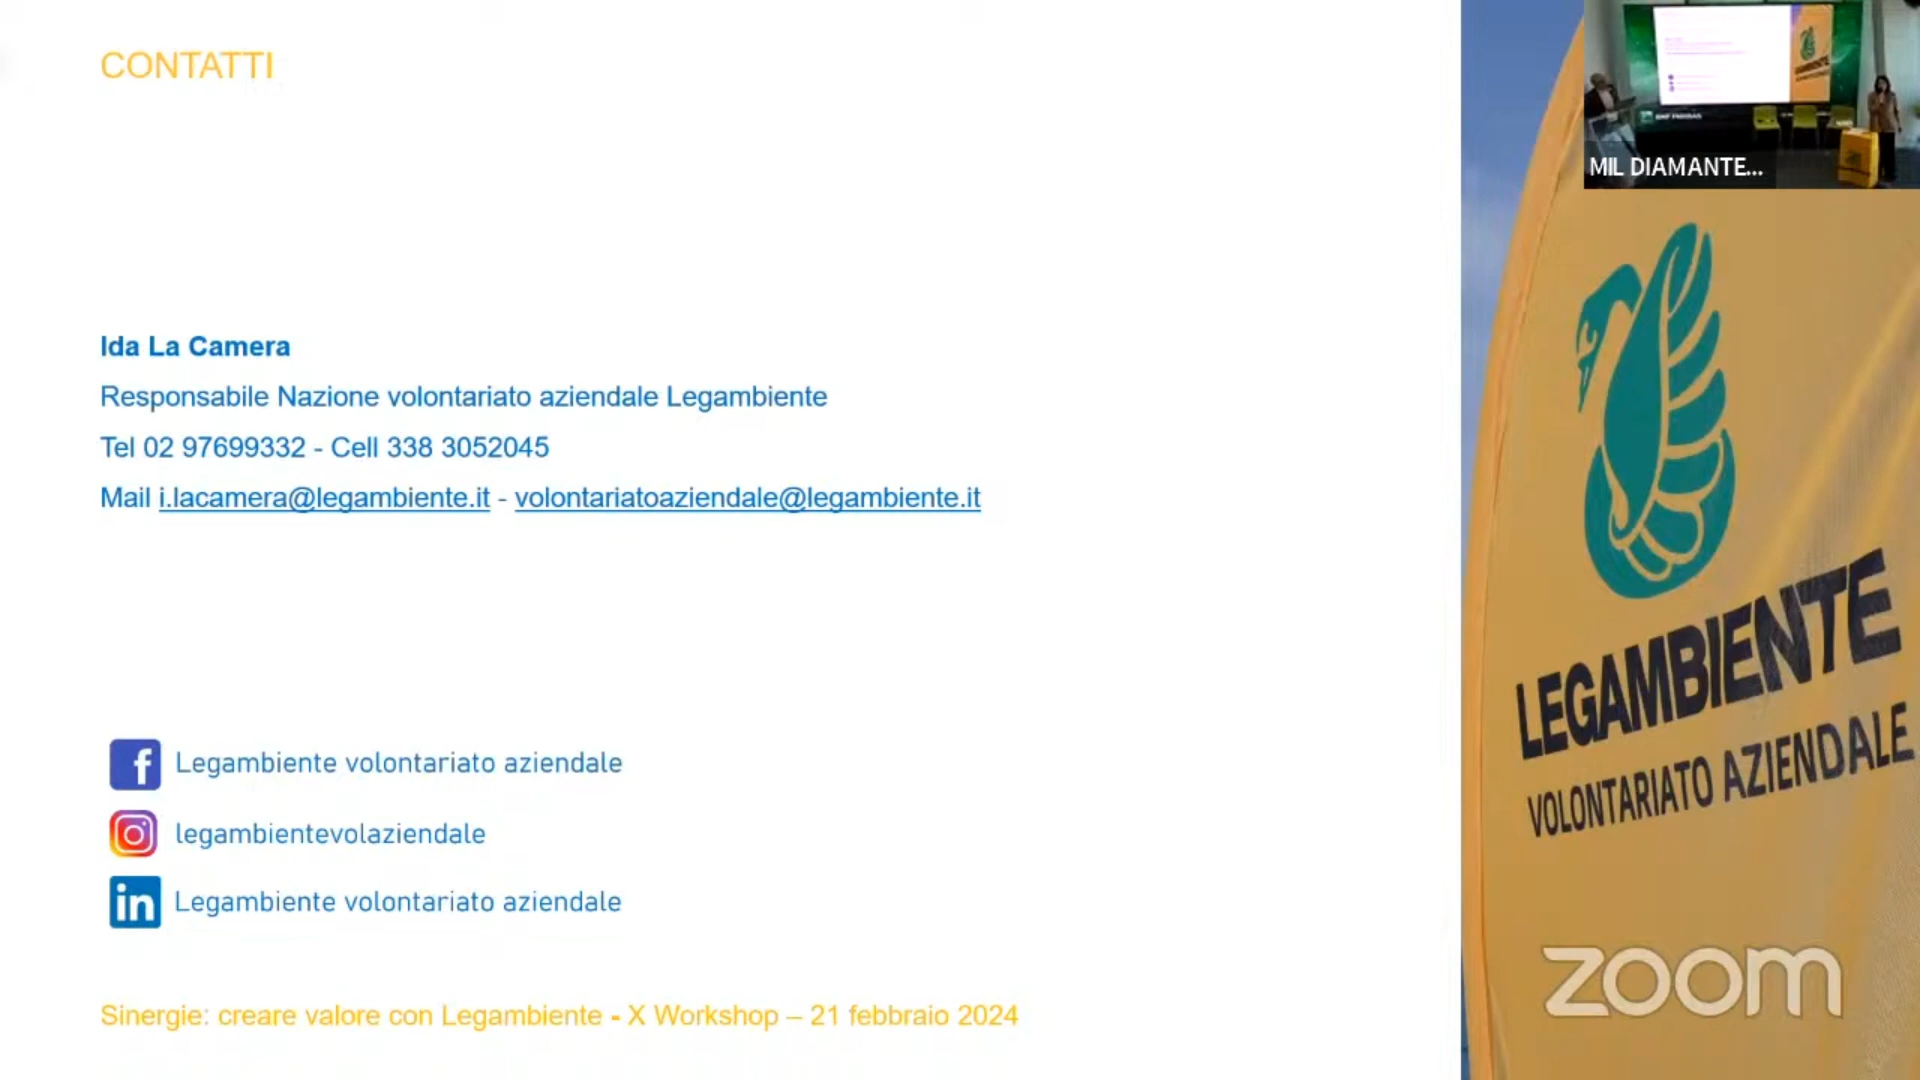 CONTATTI
MIL DIAMANTE...
Ida La Camera
Responsabile Nazione volontariato aziendale Legambiente
Tel 02 97699332 - Cell 338 3052045
Mail i.lacamera@legambiente.it - volontariatoaziendale@legambiente.it
Legambiente volontariato aziendale
legambientevolaziendale
Legambiente volontariato aziendale
Sinergie: creare valore con Legambiente - X Workshop – 21 febbraio 2024
LEGAMBIENTE
VOLONTARIATO AZIENDALE
zoom